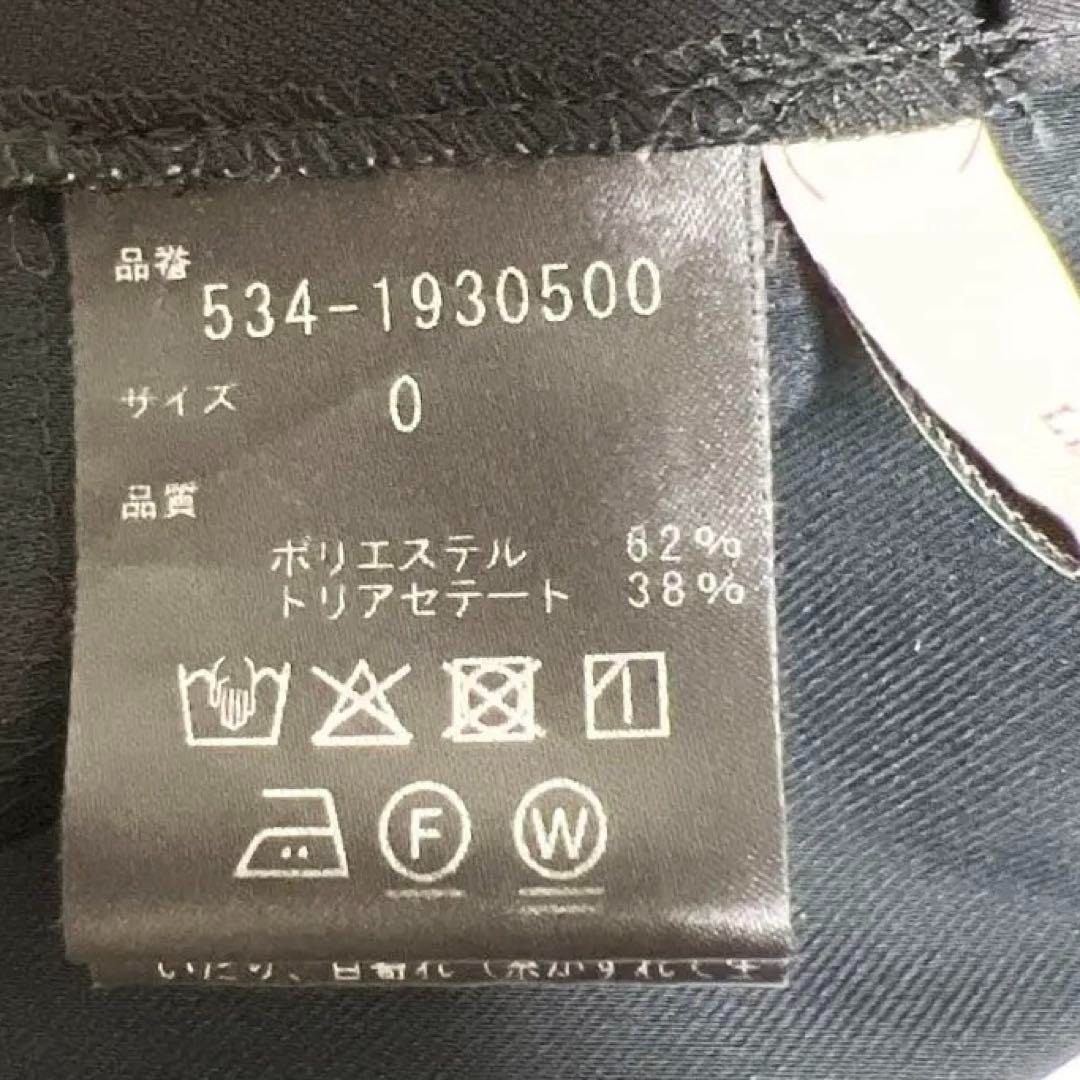 品番
534-1930500
サイズ 0
品質
ポリエステル 62%
トリアセテート 38%
F W